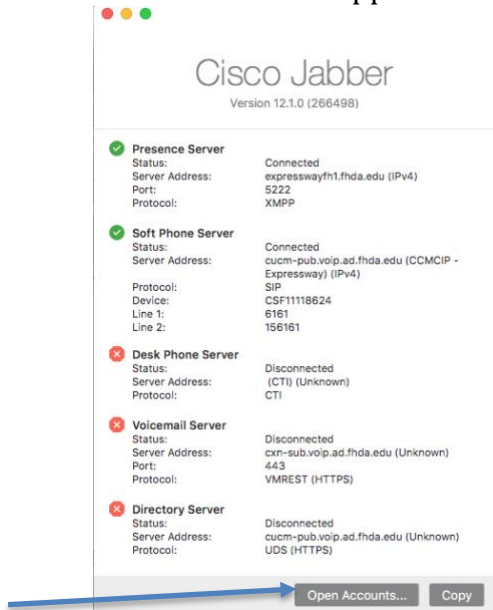 Cisco Jabber
Version 12.1.0 (266498)
Presence Server
Status: Connected
Server Address: expresswayfh1.fhda.edu (IPv4)
Port: 5222
Protocol: XMPP
Soft Phone Server
Status: Connected
Server Address: cucm-pub.voip.ad.fhda.edu (CCMCIP -
Expressway) (IPv4)
Protocol: SIP
Device: CSF11118624
Line 1: 6161
Line 2: 156161
Desk Phone Server
Status: Disconnected
Server Address: (CTI) (Unknown)
Protocol: CTI
Voicemail Server
Status: Disconnected
Server Address: cxn-sub.voip.ad.fhda.edu (Unknown)
Port: 443
Protocol: VMREST (HTTPS)
Directory Server
Status: Disconnected
Server Address: cucm-pub.voip.ad.fhda.edu (Unknown)
Protocol: UDS (HTTPS)
Open Accounts... Copy